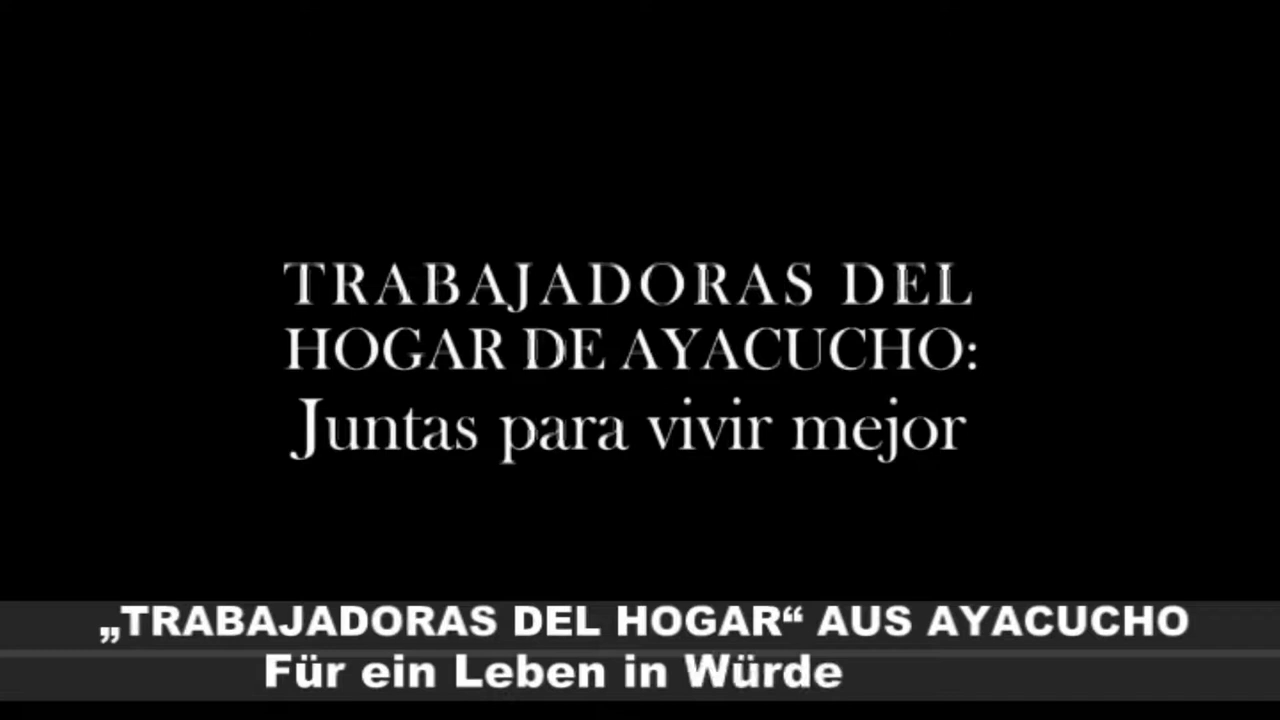 TRABAJADORAS DEL
HOGAR DE AYACUCHO:
Juntas para vivir mejor
„TRABAJADORAS DEL HOGAR“ AUS AYACUCHO
Für ein Leben in Würde